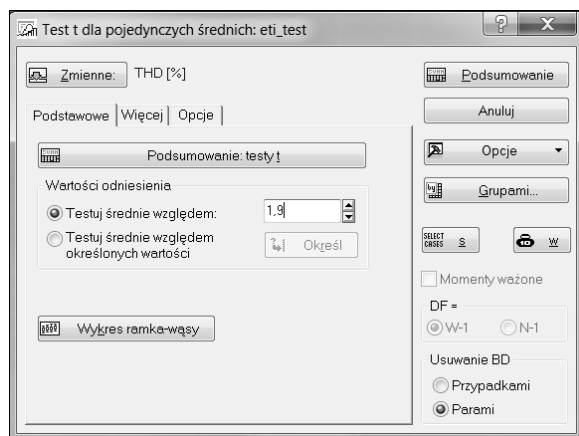 Test t dla pojedynczych średnich: eti_test
Zmienne: THD [%]
Podstawowe Więcej Opcje
Podsumowanie: testy t
Wartości odniesienia
Testuj średnie względem: 1,9
Testuj średnie względem
określonych wartości
Określ
Wykres ramka-wąsy
Podsumowanie
Anuluj
Opcje
Grupami...
SELECT
CASES S W
Momenty ważone
DF =
W-1 N-1
Usuwanie BD
Przypadkami
Parami